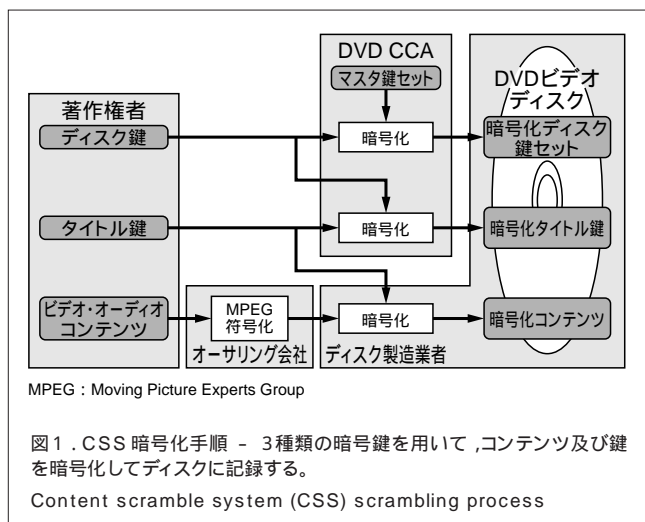 DVD CCA
マスタ鍵セット
DVDビデオ
ディスク
著作権者
ディスク鍵
暗号化
暗号化ディスク
鍵セット
タイトル鍵
暗号化
暗号化タイトル鍵
ビデオ・オーディオ
コンテンツ
MPEG
符号化
暗号化
暗号化コンテンツ
オーサリング会社
ディスク製造業者
MPEG：Moving Picture Experts Group
図1．CSS 暗号化手順 － 3種類の暗号鍵を用いて，コンテンツ及び鍵
を暗号化してディスクに記録する。
Content scramble system (CSS) scrambling process